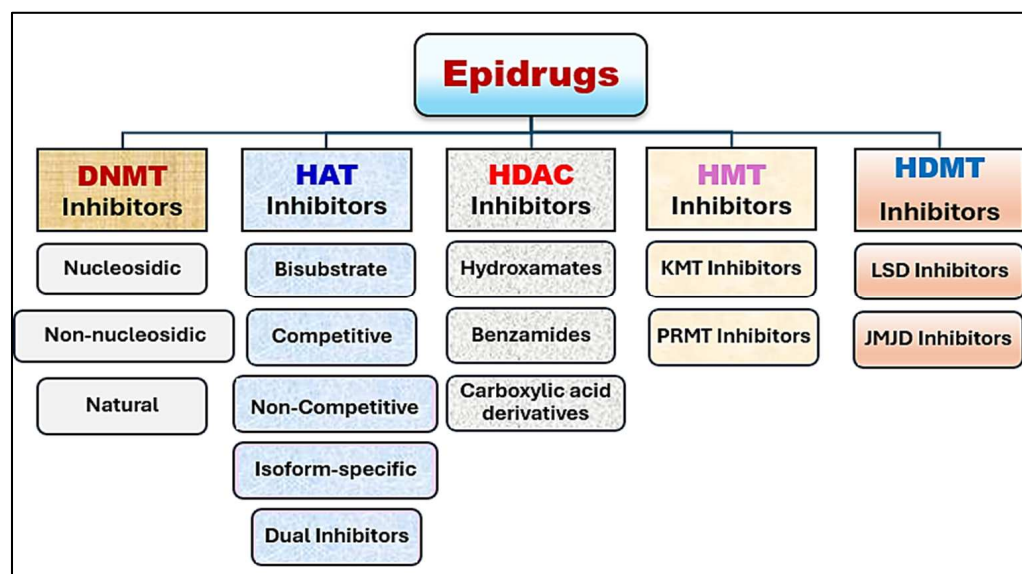 Epidrugs
DNMT
Inhibitors
Nucleosidic
Non-nucleosidic
Natural
HAT
Inhibitors
Bisubstrate
Competitive
Non-Competitive
Isoform-specific
Dual Inhibitors
HDAC
Inhibitors
Hydroxamates
Benzamides
Carboxylic acid
derivatives
HMT
Inhibitors
KMT Inhibitors
PRMT Inhibitors
HDMT
Inhibitors
LSD Inhibitors
JMJD Inhibitors